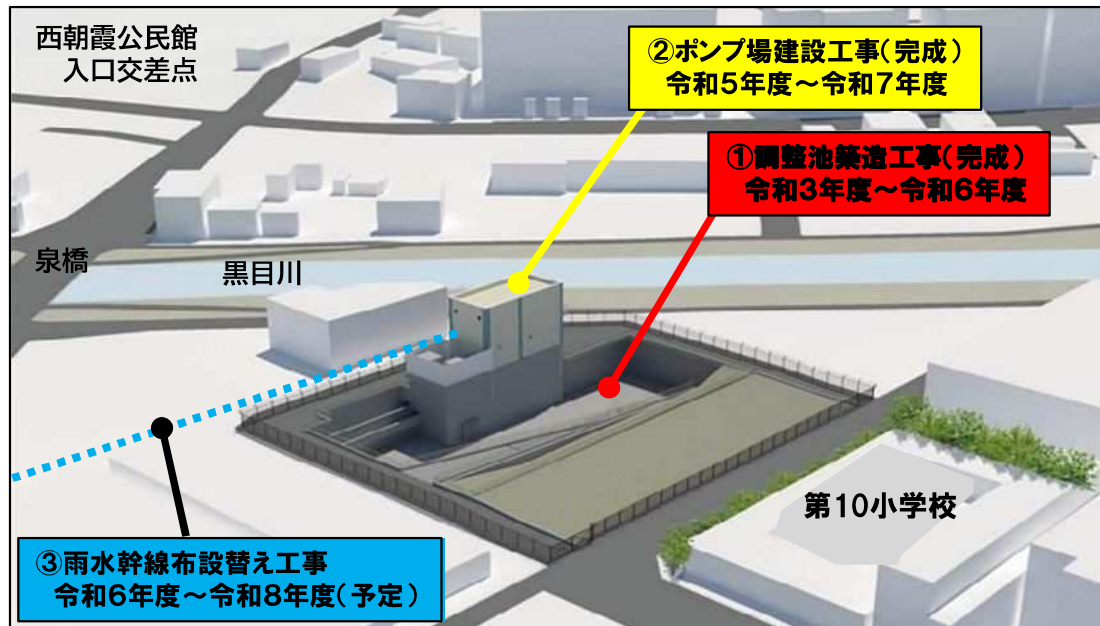 西朝霞公民館
入口交差点
②ポンプ場建設工事(完成)
令和5年度～令和7年度
①調整池築造工事(完成)
令和3年度～令和6年度
泉橋
黒目川
第10小学校
③雨水幹線布設替え工事
令和6年度～令和8年度(予定)